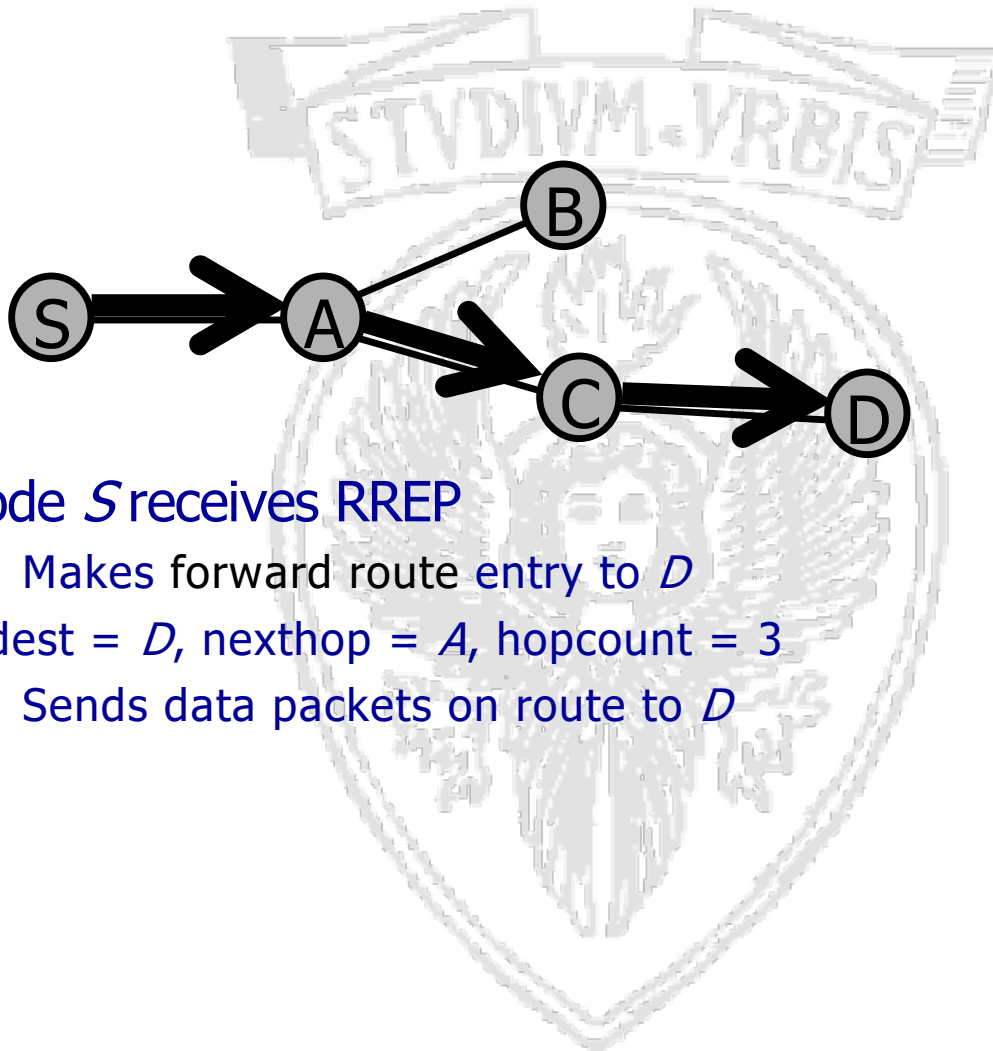 STVDIVM·VRBIS
B
S
A
C
D
ode S receives RREP
Makes forward route entry to D
dest = D, nexthop = A, hopcount = 3
Sends data packets on route to D